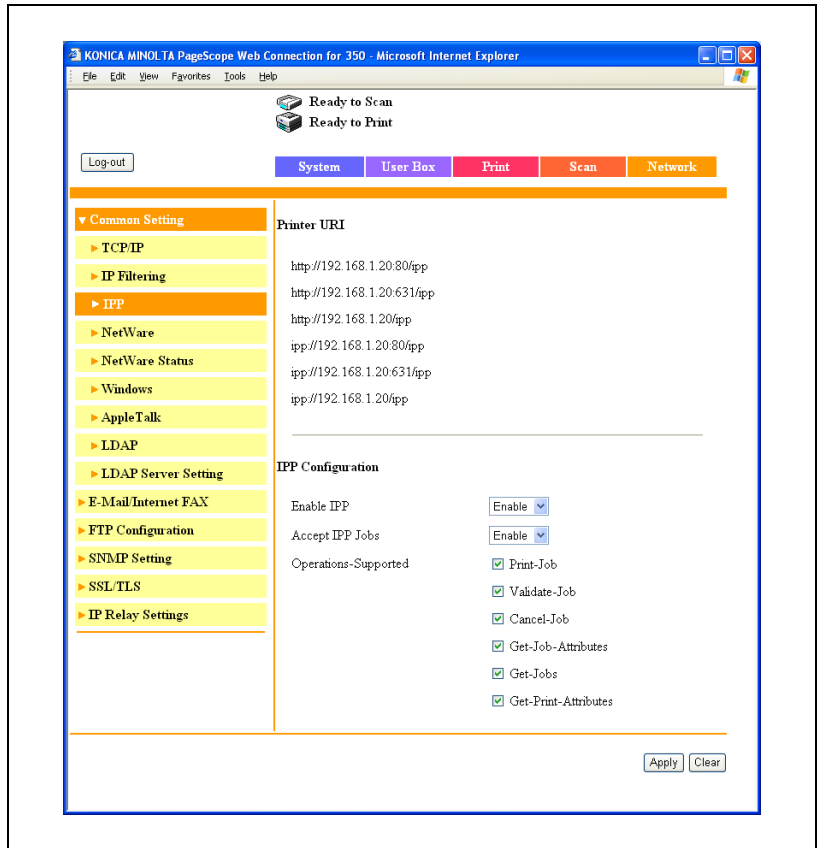 KONICA MINOLTA PageScope Web Connection for 350 - Microsoft Internet Explorer
File Edit View Favorites Tools Help
Ready to Scan
Ready to Print
Log-out
System User Box Print Scan Network
Common Setting
TCP/IP
IP Filtering
IPP
NetWare
NetWare Status
Windows
AppleTalk
LDAP
LDAP Server Setting
E-Mail/Internet FAX
FTP Configuration
SNMP Setting
SSL/TLS
IP Relay Settings
Printer URI
http://192.168.1.20:80/ipp
http://192.168.1.20:631/ipp
http://192.168.1.20/ipp
ipp://192.168.1.20:80/ipp
ipp://192.168.1.20:631/ipp
ipp://192.168.1.20/ipp
IPP Configuration
Enable IPP Enable
Accept IPP Jobs Enable
Operations-Supported Print-Job
Validate-Job
Cancel-Job
Get-Job-Attributes
Get-Jobs
Get-Print-Attributes
Apply Clear